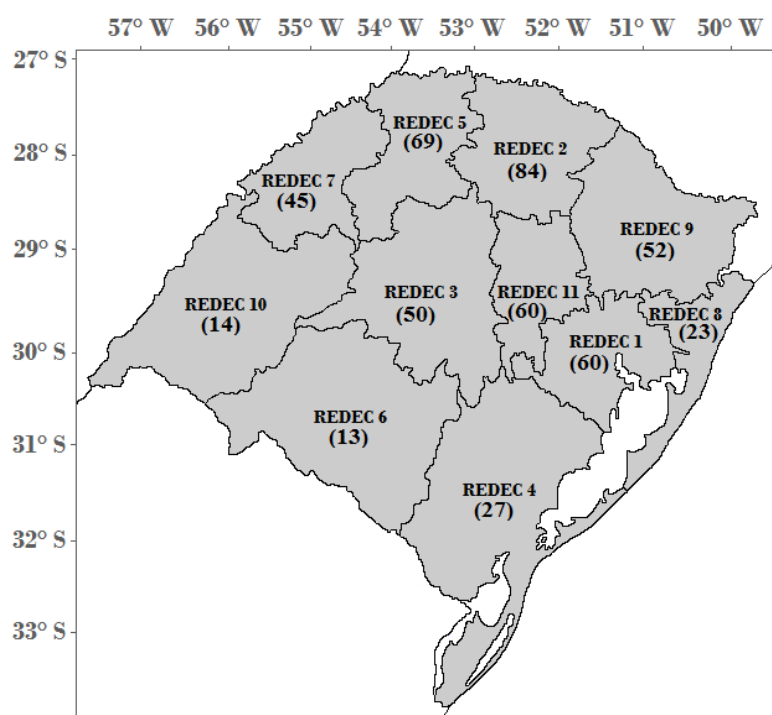 57° W 56° W 55° W 54° W 53° W 52° W 51° W 50° W
27° S
28° S
29° S
30° S
31° S
32° S
33° S
REDEC 5
(69)
REDEC 2
(84)
REDEC 7
(45)
REDEC 9
(52)
REDEC 10
(14)
REDEC 3
(50)
REDEC 11
(60)
REDEC 8
(23)
REDEC 1
(60)
REDEC 6
(13)
REDEC 4
(27)